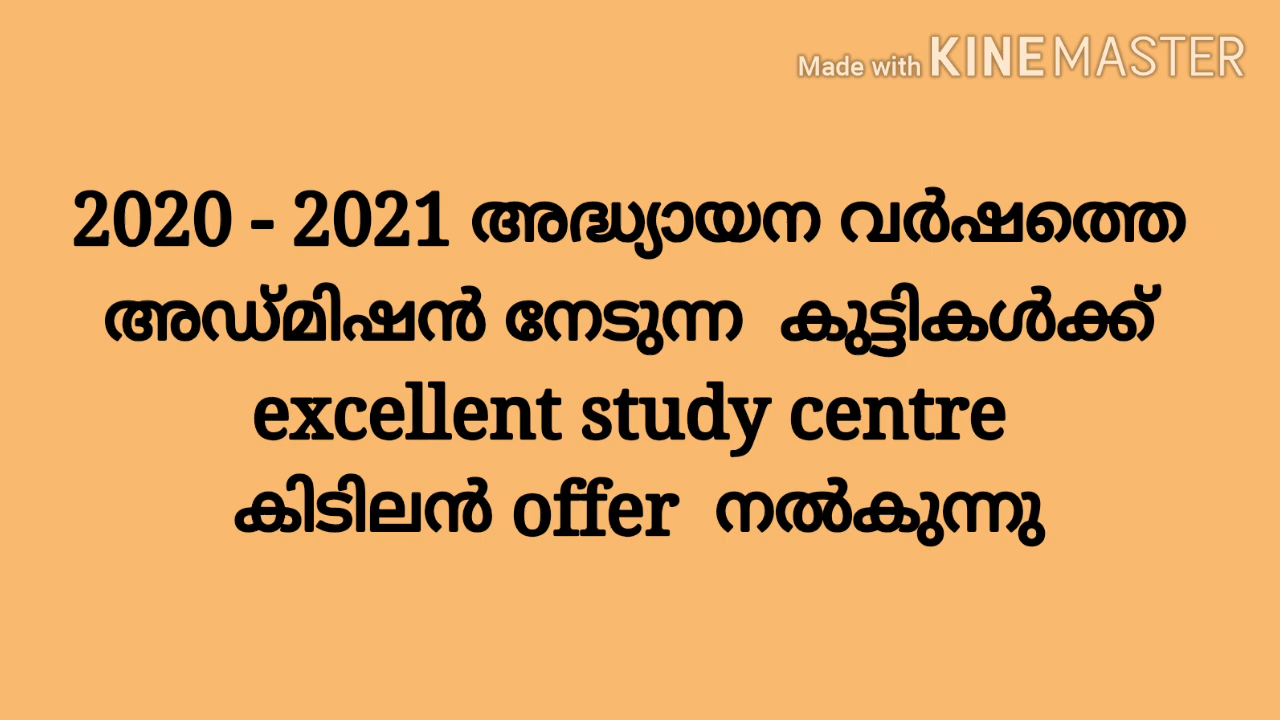 Made with KINEMASTER
2020 - 2021 അദ്ധ്യായന വർഷത്തെ
അഡ്മിഷൻ നേടുന്ന കുട്ടികൾക്ക്
excellent study centre
കിടിലൻ offer നൽകുന്നു